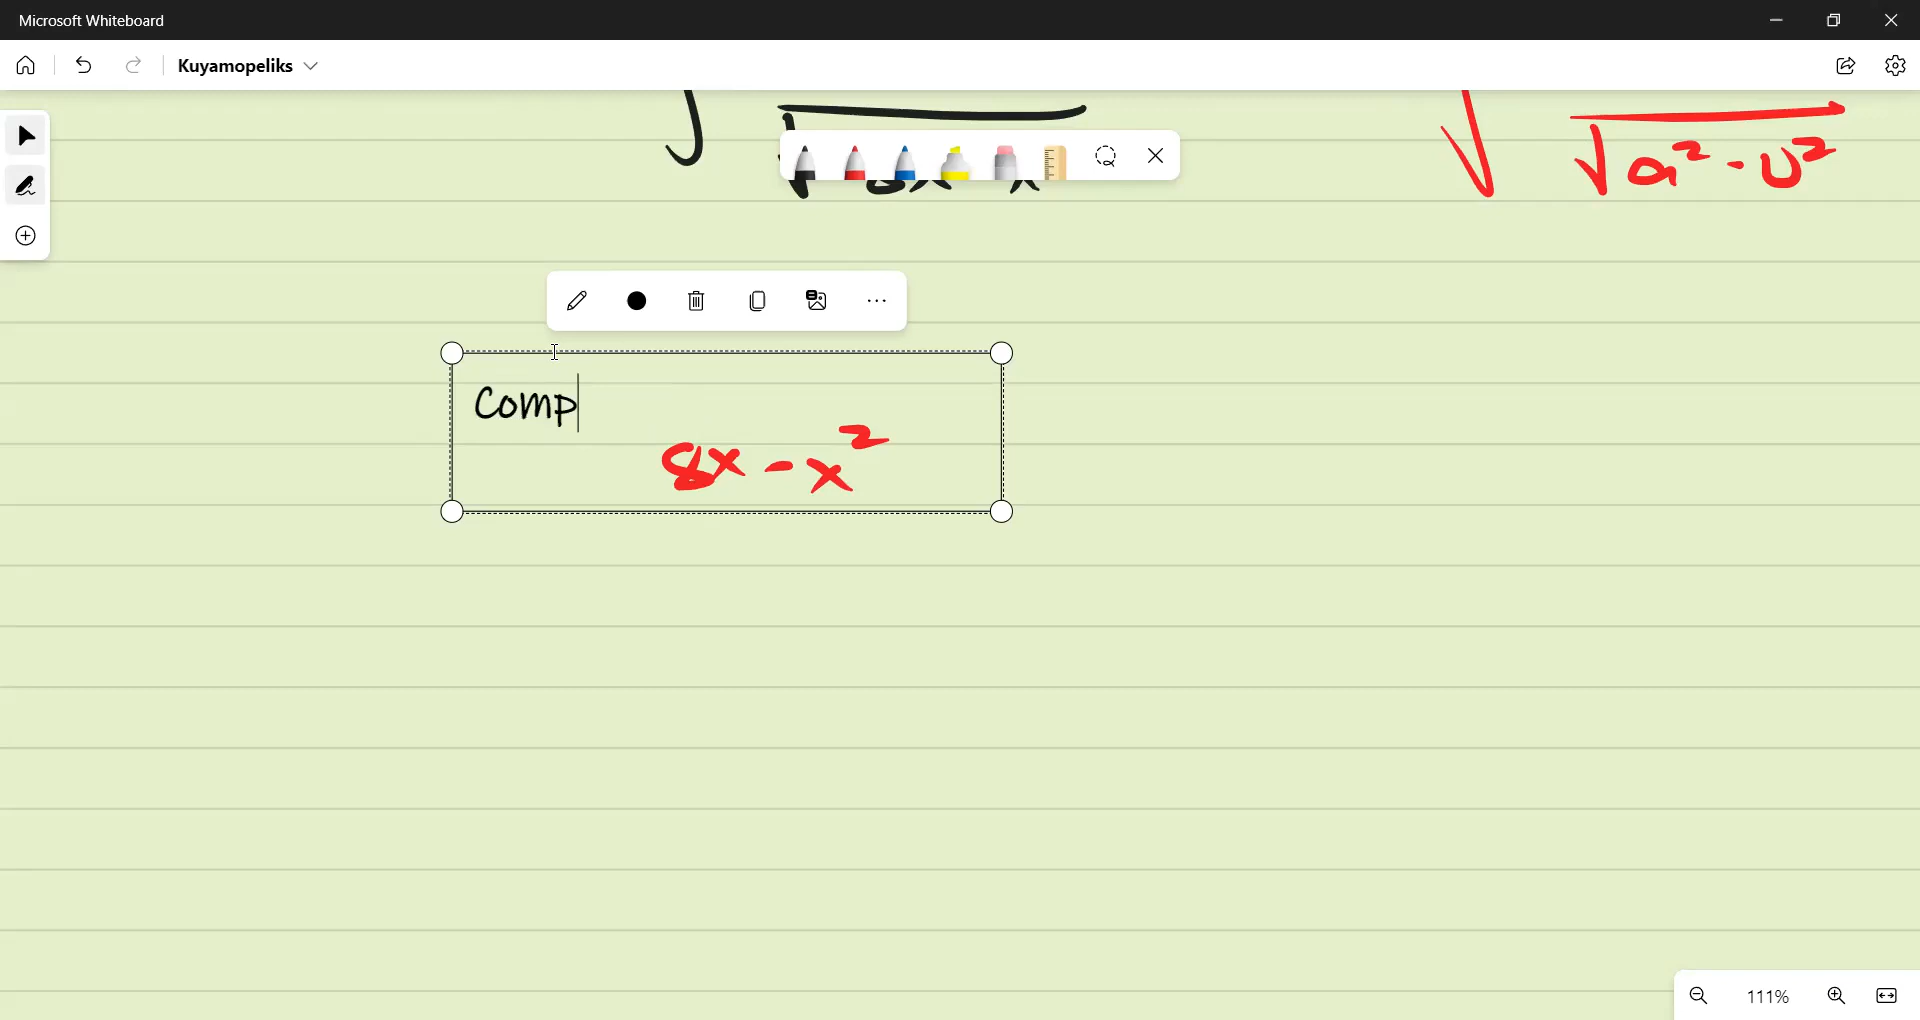 Microsoft Whiteboard
Kuyamopeliks
√a² - u²
Comp
8x - x²
111%